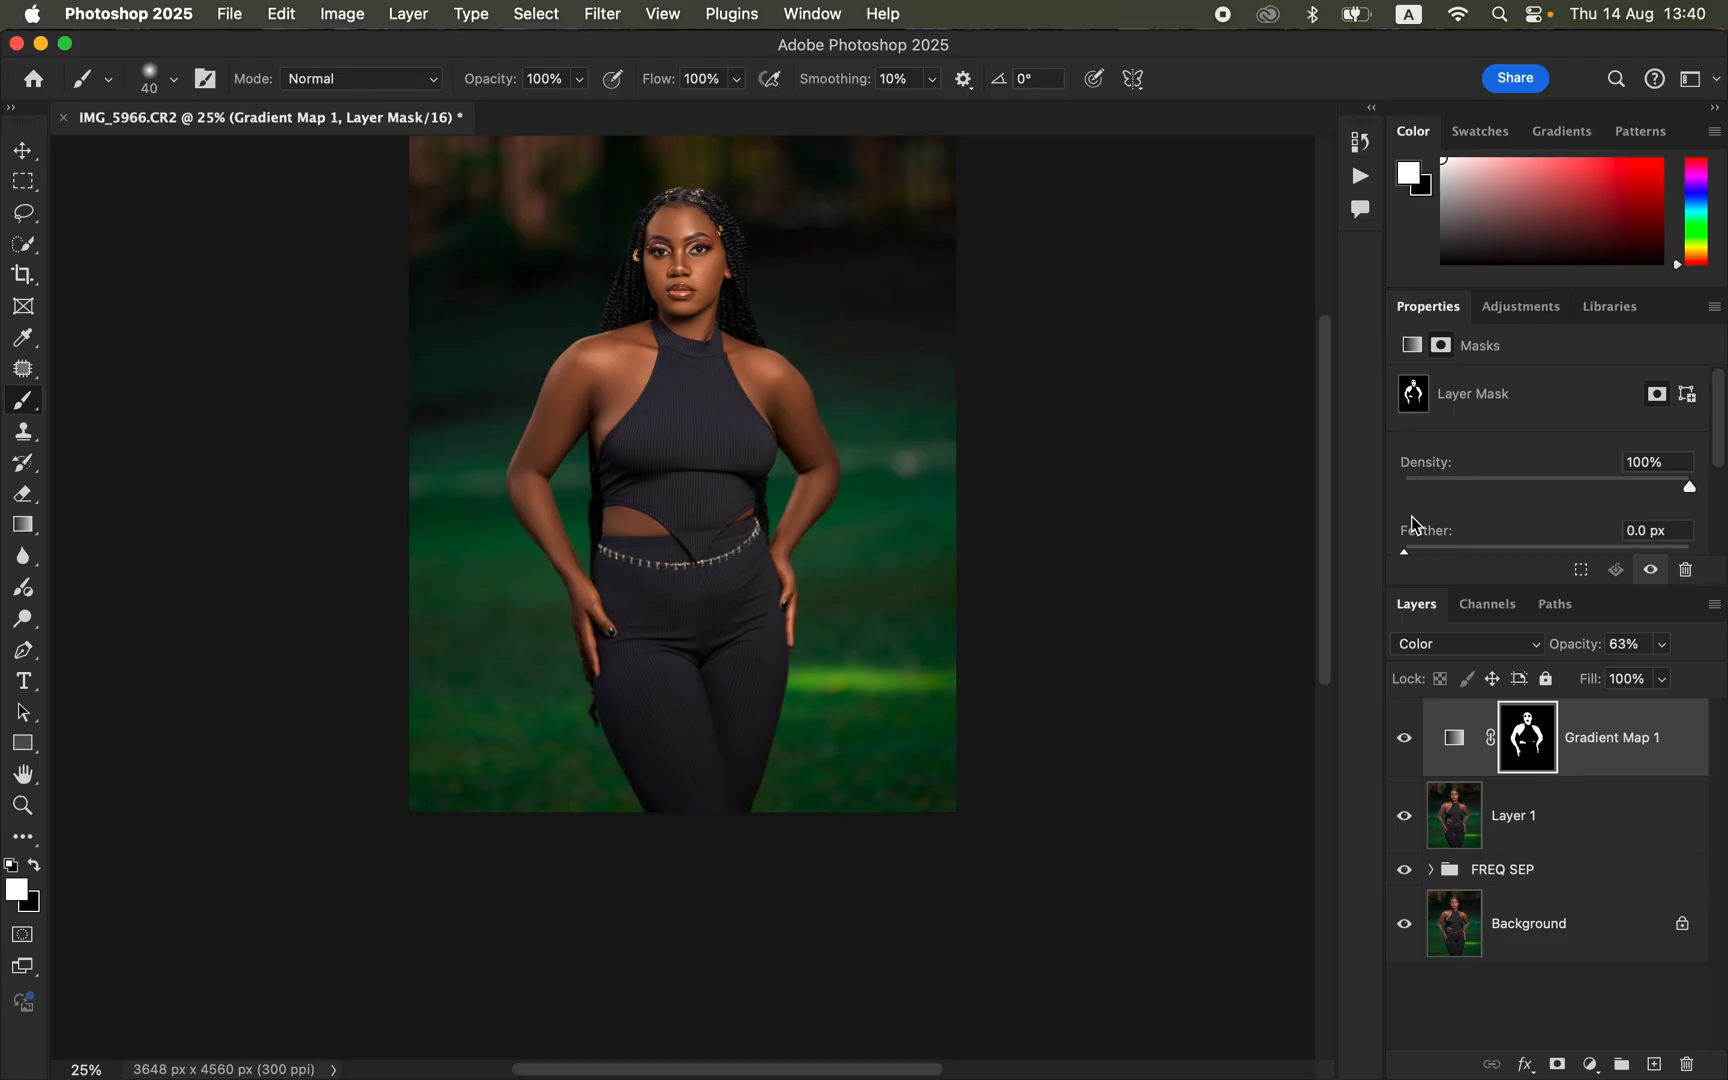 Photoshop 2025 File Edit Image Layer Type Select Filter View Plugins Window Help A Thu 14 Aug 13:40
Adobe Photoshop 2025
40 Mode: Normal Opacity: 100% Flow: 100% Smoothing: 10% 0° Share
IMG_5966.CR2 @ 25% (Gradient Map 1, Layer Mask/16) *
Color Swatches Gradients Patterns
Properties Adjustments Libraries
Masks
Layer Mask
Density: 100%
Feather: 0.0 px
Layers Channels Paths
Color Opacity: 63%
Lock: Fill: 100%
Gradient Map 1
Layer 1
FREQ SEP
Background
25% 3648 px x 4560 px (300 ppi)